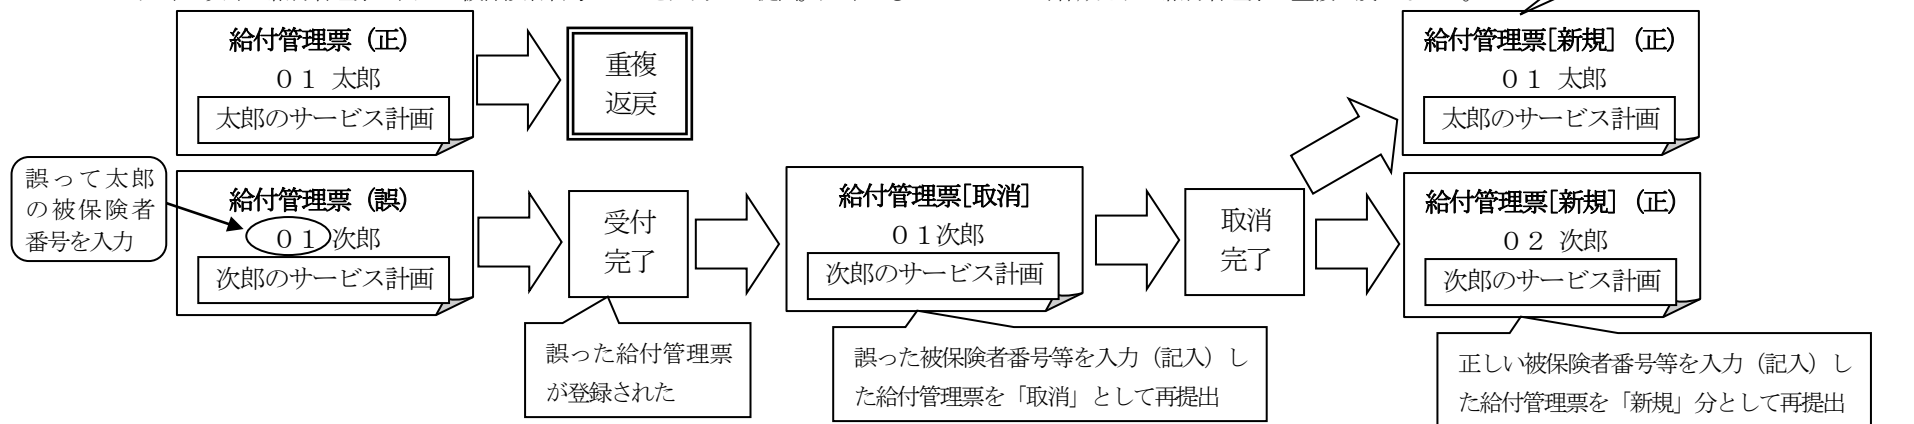 給付管理票（正）
０１ 太郎
太郎のサービス計画
重複
返戻
給付管理票[新規]（正）
０１ 太郎
太郎のサービス計画
誤って太郎
の被保険者
番号を入力
給付管理票（誤）
０１次郎
次郎のサービス計画
受付
完了
給付管理票[取消]
０１次郎
次郎のサービス計画
取消
完了
給付管理票[新規]（正）
０２ 次郎
次郎のサービス計画
誤った給付管理票
が登録された
誤った被保険者番号等を入力（記入）し
た給付管理票を「取消」として再提出
正しい被保険者番号等を入力（記入）し
た給付管理票を「新規」分として再提出